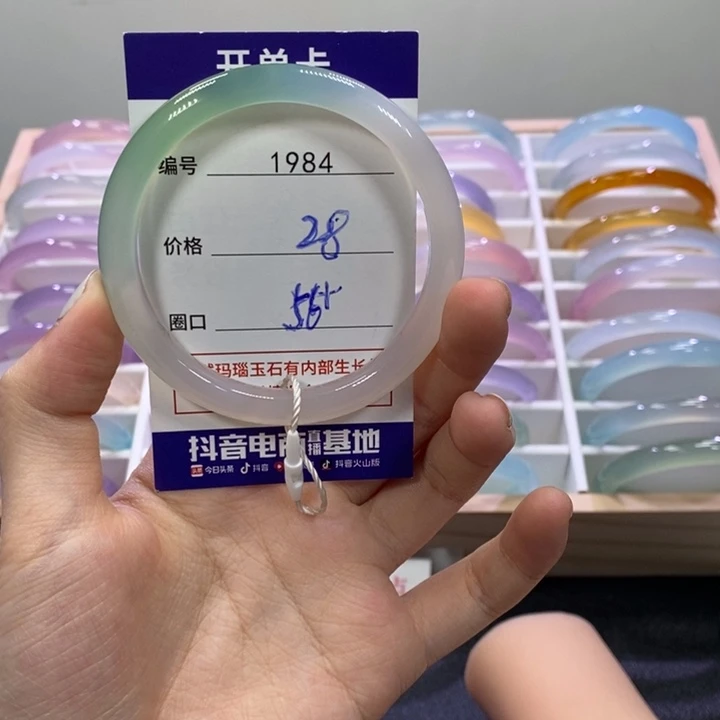 开单卡
编号 1984
价格 28
圈口 56+
玛瑙玉石有内部生长
抖音电商直播基地
今日头条 抖音 抖音火山版